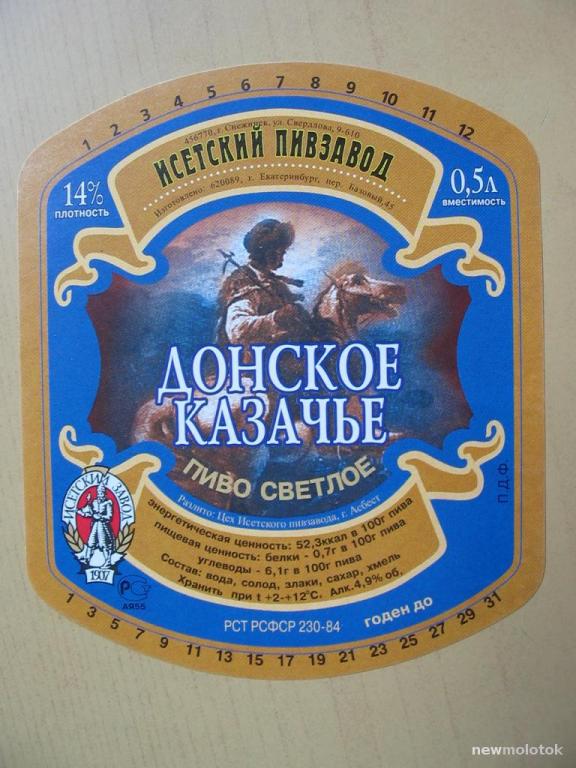 1 2 3 4 5 6 7 8 9 10 11 12
456770, г. Снежинск, ул. Свердлова, 9-610
ИСЕТСКИЙ ПИВЗАВОД
Изготовлено: 620089, г. Екатеринбург, пер. Базовый, 45
14%
ПЛОТНОСТЬ
0,5л
ВМЕСТИМОСТЬ
ДОНСКОЕ
КАЗАЧЬЕ
ПИВО СВЕТЛОЕ
Разлито: Цех Исетского пивзавода, г. Асбест
энергетическая ценность: 52,3ккал в 100г пива
пищевая ценность: белки - 0,7г в 100г пива
углеводы - 6,1г в 100г пива
Состав: вода, солод, злаки, сахар, хмель
Хранить при t +2-+12°С. Алк.4,9% об,
ИСЕТСКИЙ ЗАВОД
1907
АЯ55
П.Д.Ф.
РСТ РСФСР 230-84
годен до
1 3 5 7 9 11 13 15 17 19 21 23 25 27 29 31
newmolotok